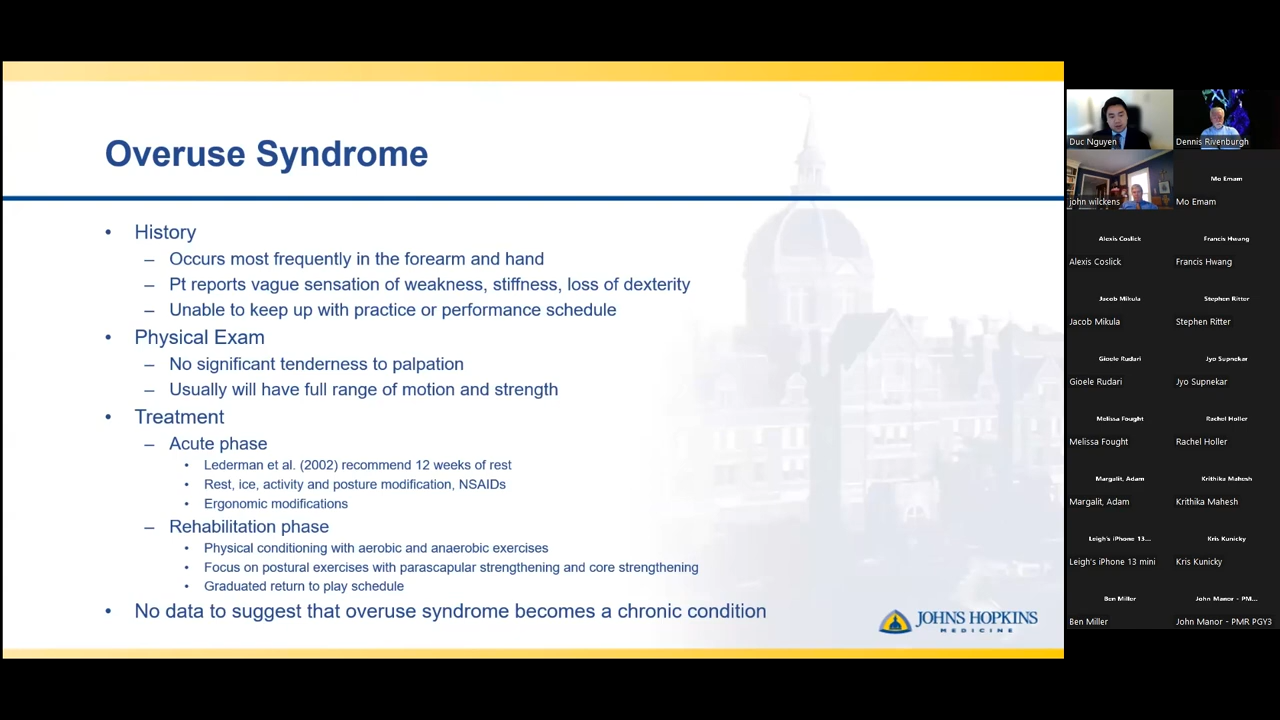 Overuse Syndrome
• History
– Occurs most frequently in the forearm and hand
– Pt reports vague sensation of weakness, stiffness, loss of dexterity
– Unable to keep up with practice or performance schedule
• Physical Exam
– No significant tenderness to palpation
– Usually will have full range of motion and strength
• Treatment
– Acute phase
• Lederman et al. (2002) recommend 12 weeks of rest
• Rest, ice, activity and posture modification, NSAIDs
• Ergonomic modifications
– Rehabilitation phase
• Physical conditioning with aerobic and anaerobic exercises
• Focus on postural exercises with parascapular strengthening and core strengthening
• Graduated return to play schedule
• No data to suggest that overuse syndrome becomes a chronic condition
JOHNS HOPKINS
MEDICINE
Duc Nguyen
Dennis Rivenburgh
john wilckens
Mo Emam
Mo Emam
Alexis Coslick
Alexis Coslick
Francis Hwang
Francis Hwang
Jacob Mikula
Jacob Mikula
Stephen Ritter
Stephen Ritter
Gioele Rudari
Gioele Rudari
Jyo Supnekar
Jyo Supnekar
Melissa Fought
Melissa Fought
Rachel Holler
Rachel Holler
Margalit, Adam
Margalit, Adam
Krithika Mahesh
Krithika Mahesh
Leigh's iPhone 13...
Leigh's iPhone 13 mini
Kris Kunicky
Kris Kunicky
Ben Miller
Ben Miller
John Manor - PM...
John Manor - PMR PGY3